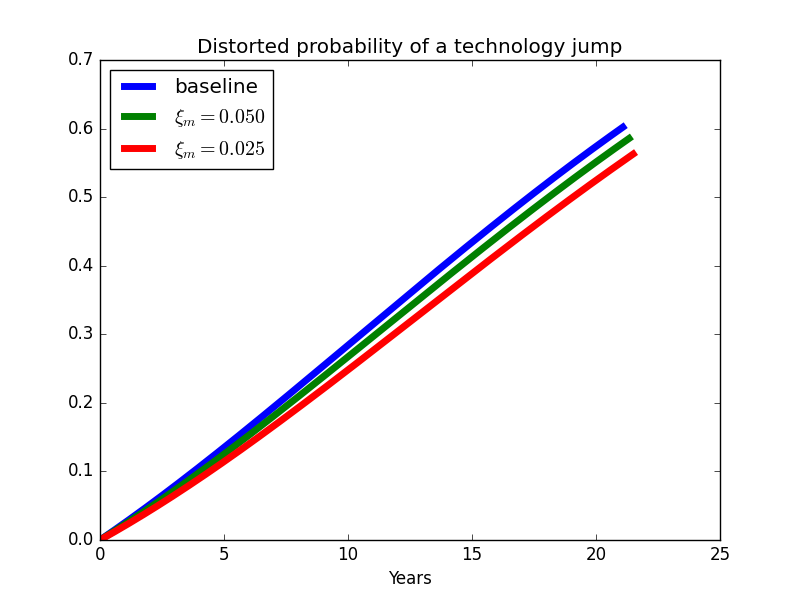 Distorted probability of a technology jump
0.7
0.6
0.5
0.4
0.3
0.2
0.1
0.0
baseline
ξₘ = 0.050
ξₘ = 0.025
0 5 10 15 20 25
Years